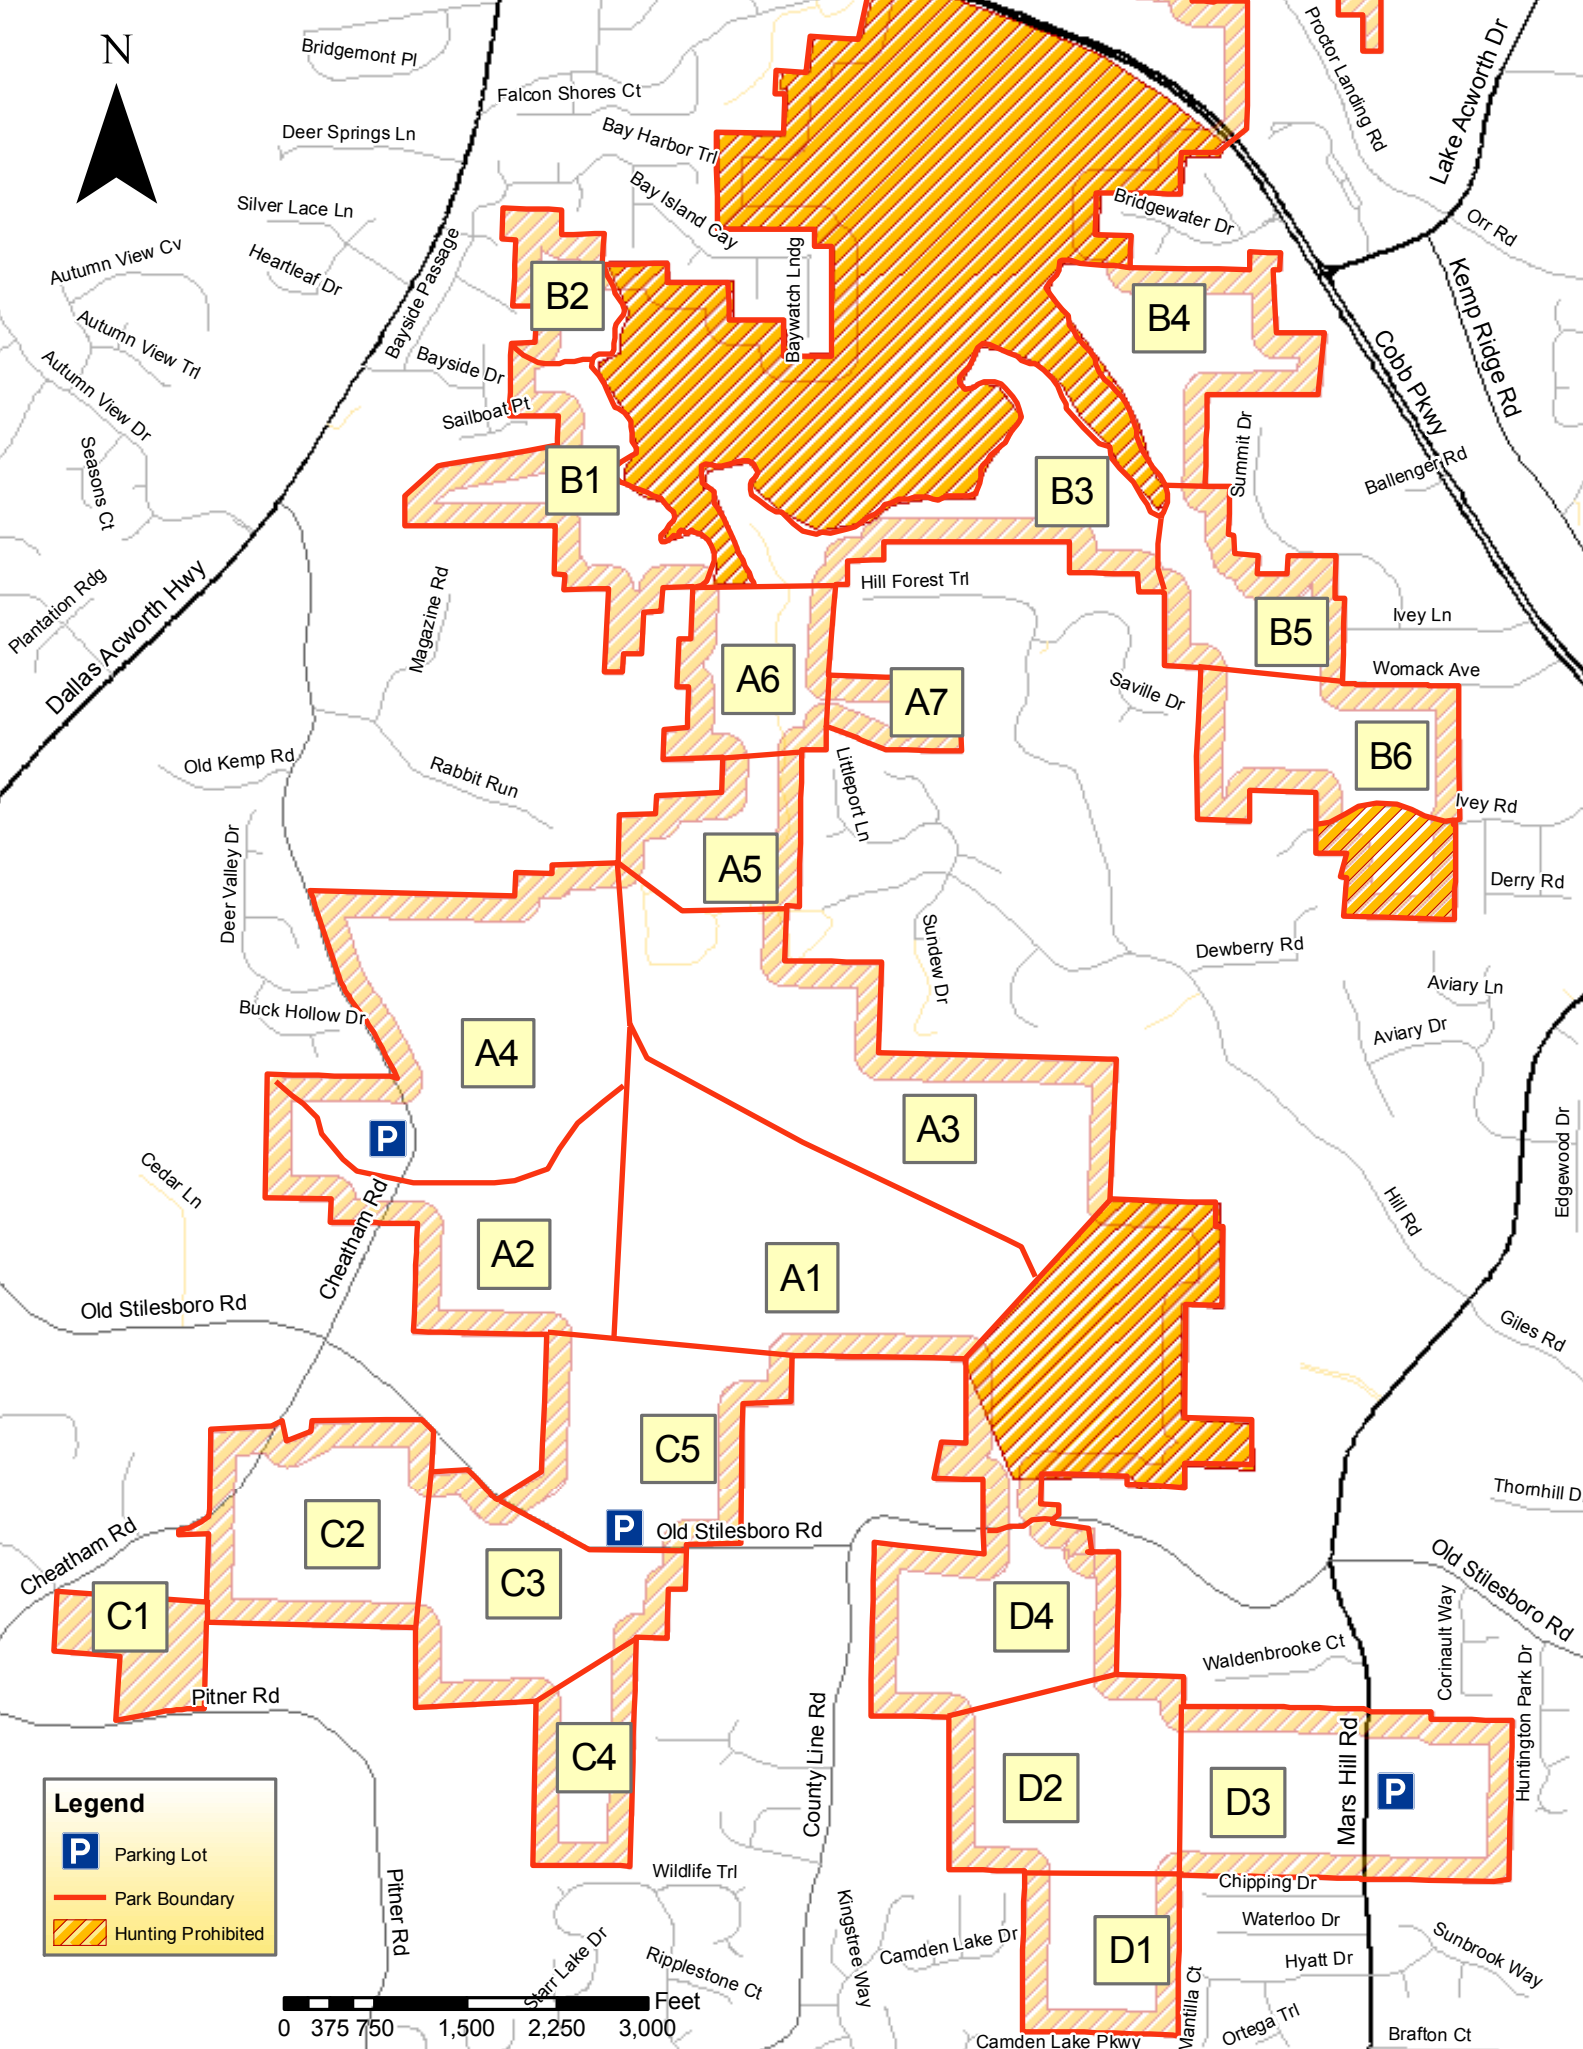 N
Bridgemont Pl
Falcon Shores Ct
Deer Springs Ln
Bay Harbor Trl
Proctor Landing Rd
Lake Acworth Dr
Silver Lace Ln
Bay Island Cay
Bridgewater Dr
Orr Rd
Autumn View Cv
Heartleaf Dr
Bayside Passage
Baywatch Lndg
B2
B4
Kemp Ridge Rd
Autumn View Trl
Autumn View Dr
Bayside Dr
Cobb Pkwy
Sailboat Pt
Seasons Ct
B1
B3
Summit Dr
Ballenger Rd
Plantation Rdg
Dallas Acworth Hwy
Magazine Rd
Hill Forest Trl
B5
Ivey Ln
Womack Ave
A6
A7
Saville Dr
Old Kemp Rd
Rabbit Run
Littleport Ln
B6
Ivey Rd
Deer Valley Dr
A5
Derry Rd
Sundew Dr
Dewberry Rd
Aviary Ln
Buck Hollow Dr
A4
Aviary Dr
P
A3
Edgewood Dr
Cedar Ln
Cheatham Rd
Hill Rd
A2
A1
Old Stilesboro Rd
Giles Rd
C5
Thornhill D
C2
P
Old Stilesboro Rd
Cheatham Rd
C3
Old Stilesboro Rd
C1
D4
Waldenbrooke Ct
Corinault Way
Huntington Park Dr
Pitner Rd
County Line Rd
C4
D2
D3
Mars Hill Rd
P
Legend
P Parking Lot
Park Boundary
Hunting Prohibited
Pitner Rd
Wildlife Trl
Chipping Dr
Kingstree Way
Camden Lake Dr
D1
Waterloo Dr
Starr Lake Dr
Ripplestone Ct
Hyatt Dr
Sunbrook Way
Mantilla Ct
Ortega Trl
Feet
0 375 750 1,500 2,250 3,000
Camden Lake Pkwy
Brafton Ct